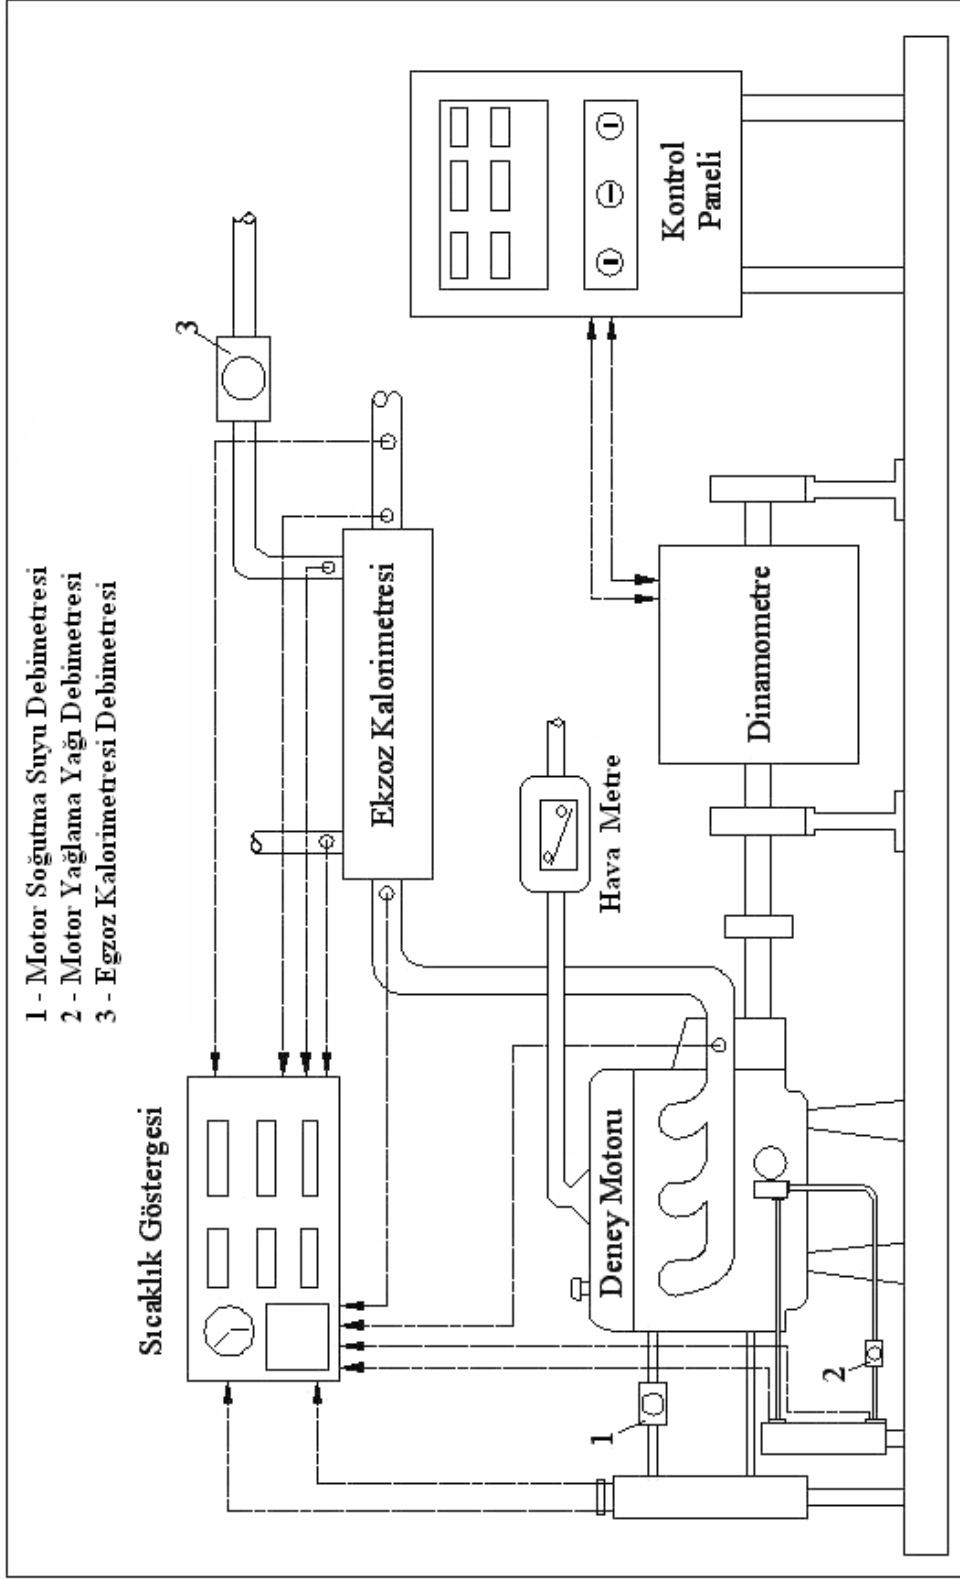 1 - Motor Soğutma Suyu Debimetresi
2 - Motor Yağlama Yağı Debimetresi
3 - Egzoz Kalorimetresi Debimetresi
Sıcaklık Göstergesi
3
Ekzoz Kalorimetresi
Hava Metre
Kontrol
Paneli
Deney Motoru
Dinamometre
1
2